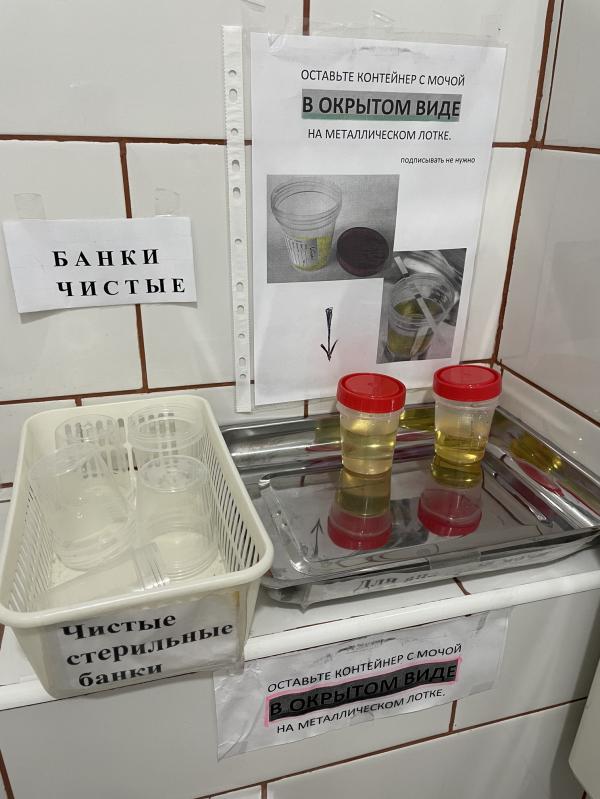 ОСТАВЬТЕ КОНТЕЙНЕР С МОЧОЙ
В ОКРЫТОМ ВИДЕ
НА МЕТАЛЛИЧЕСКОМ ЛОТКЕ.
подписывать не нужно
БАНКИ
ЧИСТЫЕ
Чистые
стерильные
банки
Для
ОСТАВЬТЕ КОНТЕЙНЕР С МОЧОЙ
В ОКРЫТОМ ВИДЕ
НА МЕТАЛЛИЧЕСКОМ ЛОТКЕ.